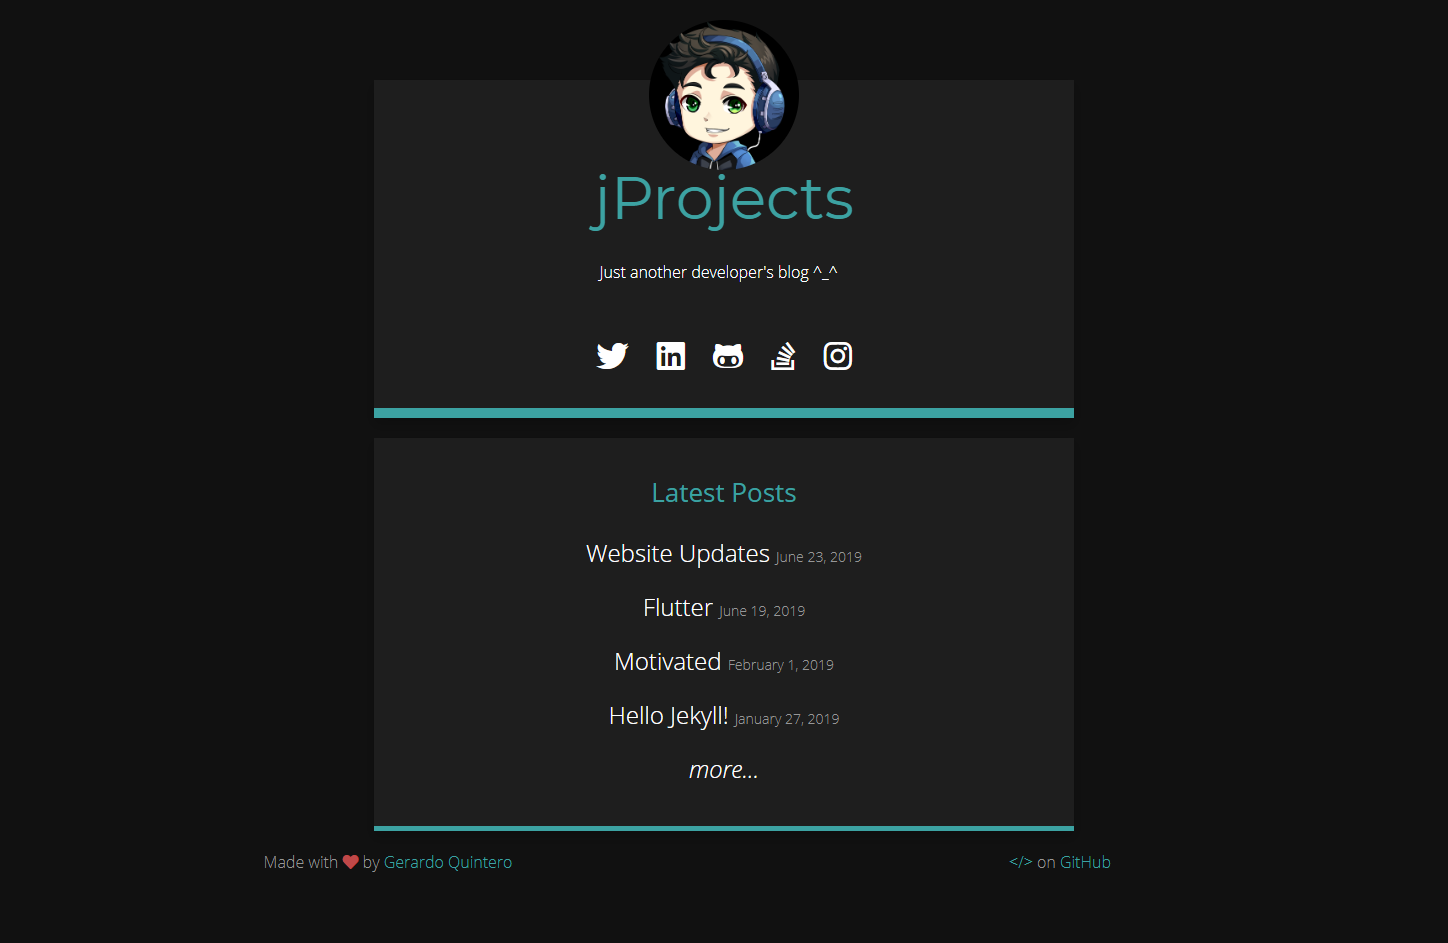 jProjects
Just another developer's blog ^_^
Latest Posts
Website Updates June 23, 2019
Flutter June 19, 2019
Motivated February 1, 2019
Hello Jekyll! January 27, 2019
more...
Made with ❤ by Gerardo Quintero
</> on GitHub